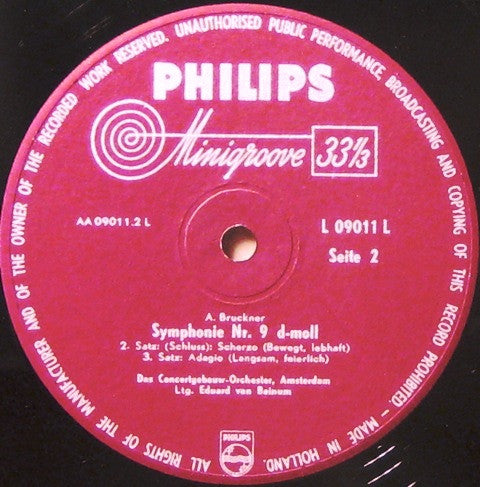 ALL RIGHTS OF THE MANUFACTURER AND OF THE OWNER OF THE RECORDED WORK RESERVED. UNAUTHORISED PUBLIC PERFORMANCE, BROADCASTING AND COPYING OF THIS RECORD PROHIBITED. – MADE IN HOLLAND.
PHILIPS
Minigroove 33⅓
AA 09011.2 L
L 09011 L
Seite 2
A. Bruckner
Symphonie Nr. 9 d-moll
2. Satz: (Schluss): Scherzo (Bewegt, lebhaft)
3. Satz: Adagio (Langsam, feierlich)
Das Concertgebouw-Orchester, Amsterdam
Ltg. Eduard van Beinum
PHILIPS